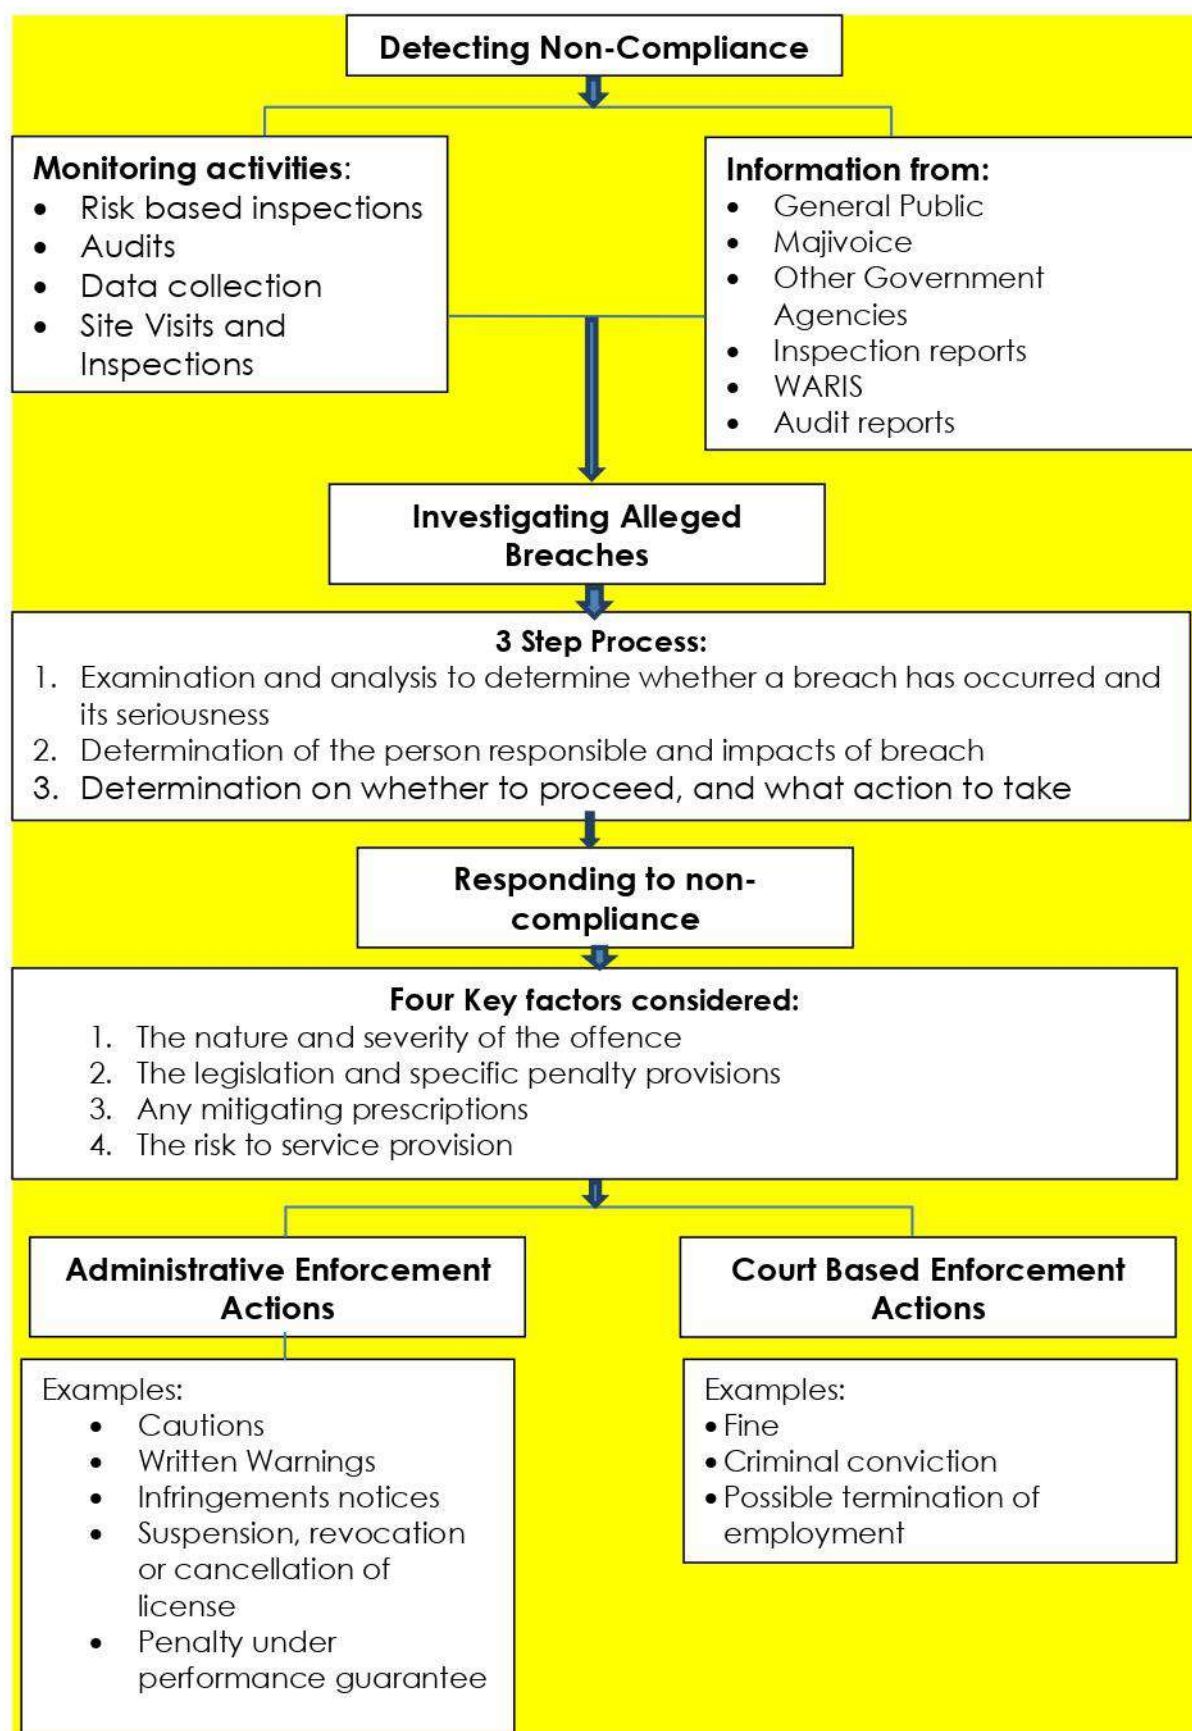 Detecting Non-Compliance
Monitoring activities:
• Risk based inspections
• Audits
• Data collection
• Site Visits and
Inspections
Information from:
• General Public
• Majivoice
• Other Government
Agencies
• Inspection reports
• WARIS
• Audit reports
Investigating Alleged
Breaches
3 Step Process:
1. Examination and analysis to determine whether a breach has occurred and
its seriousness
2. Determination of the person responsible and impacts of breach
3. Determination on whether to proceed, and what action to take
Responding to non-
compliance
Four Key factors considered:
1. The nature and severity of the offence
2. The legislation and specific penalty provisions
3. Any mitigating prescriptions
4. The risk to service provision
Administrative Enforcement
Actions
Examples:
• Cautions
• Written Warnings
• Infringements notices
• Suspension, revocation
or cancellation of
license
• Penalty under
performance guarantee
Court Based Enforcement
Actions
Examples:
• Fine
• Criminal conviction
• Possible termination of
employment